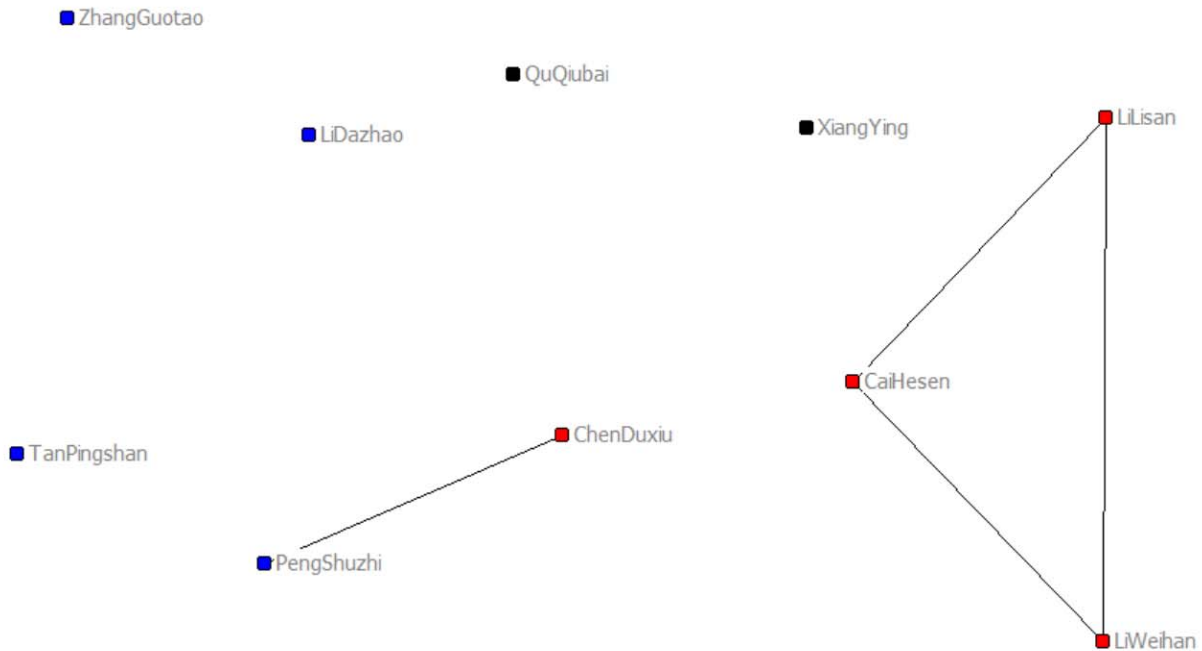 ZhangGuotao
QuQiubai
LiLisan
XiangYing
LiDazhao
CaiHesen
ChenDuxiu
TanPingshan
PengShuzhi
LiWeihan